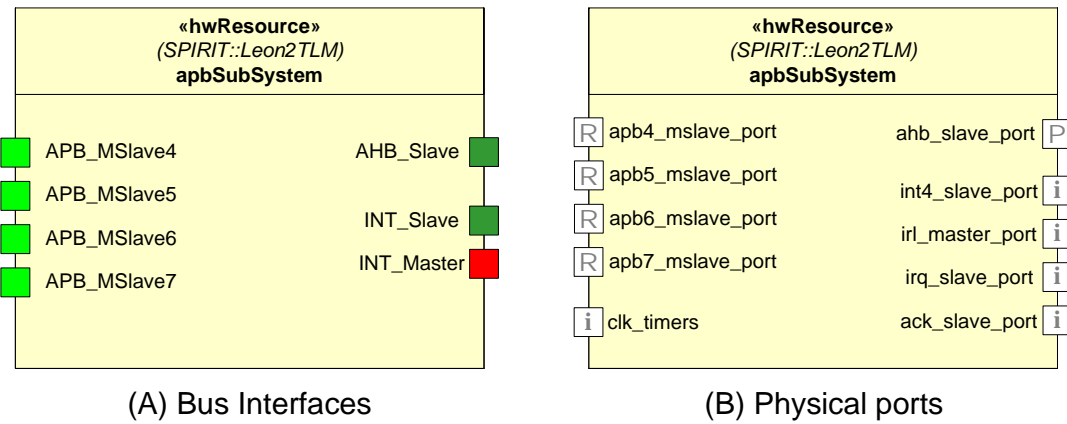 «hwResource»
(SPIRIT::Leon2TLM)
apbSubSystem
APB_MSlave4
APB_MSlave5
APB_MSlave6
APB_MSlave7
AHB_Slave
INT_Slave
INT_Master
(A) Bus Interfaces
«hwResource»
(SPIRIT::Leon2TLM)
apbSubSystem
R apb4_mslave_port
R apb5_mslave_port
R apb6_mslave_port
R apb7_mslave_port
i clk_timers
ahb_slave_port P
int4_slave_port i
irl_master_port i
irq_slave_port i
ack_slave_port i
(B) Physical ports